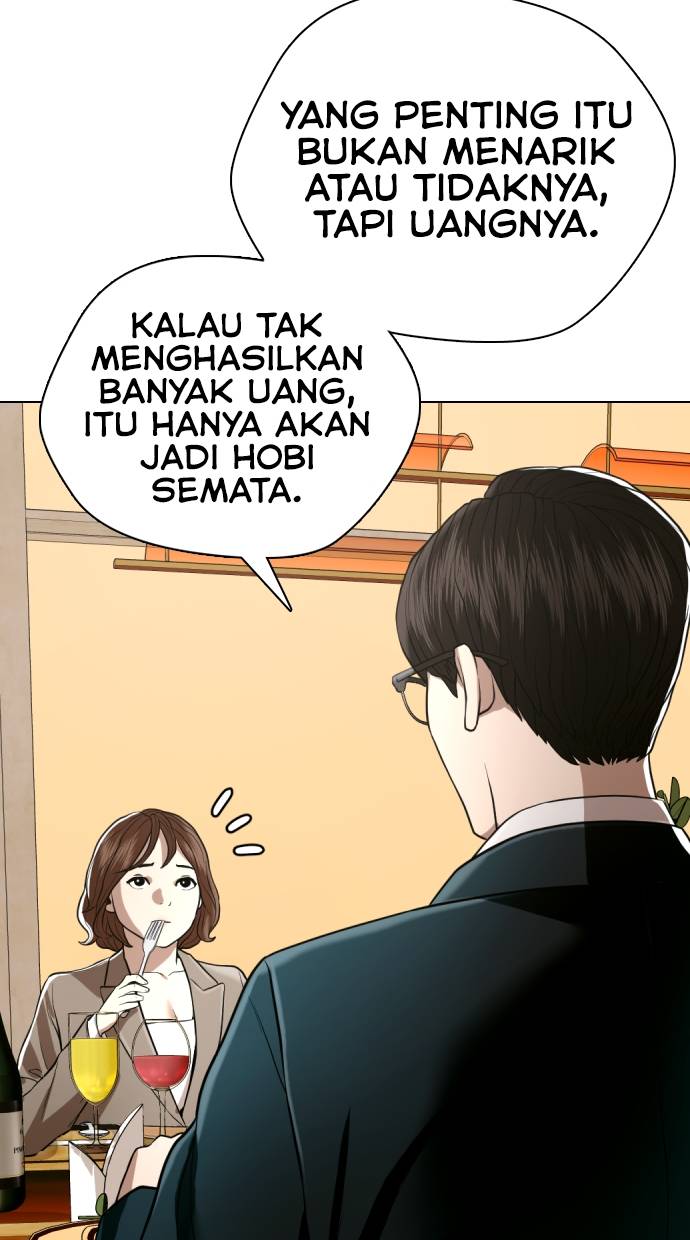 YANG PENTING ITU
BUKAN MENARIK
ATAU TIDAKNYA,
TAPI UANGNYA.
KALAU TAK
MENGHASILKAN
BANYAK UANG,
ITU HANYA AKAN
JADI HOBI
SEMATA.